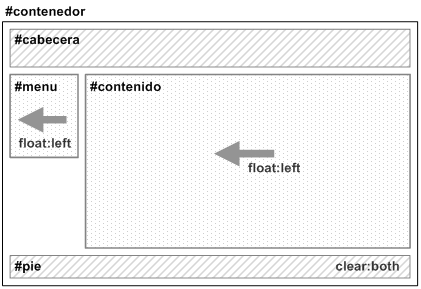 #contenedor
#cabecera
#menu
float:left
#contenido
float:left
#pie
clear:both